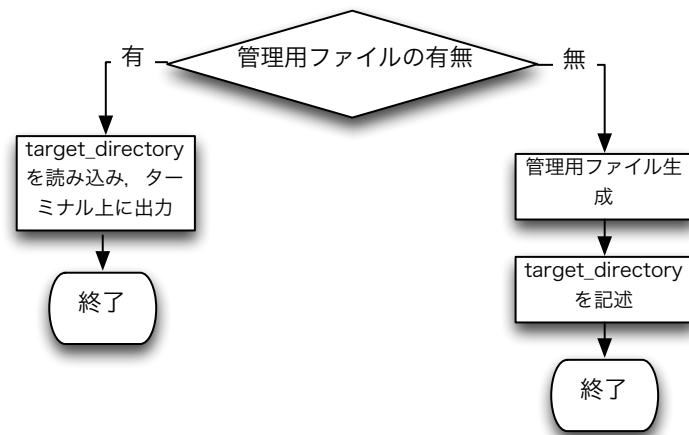 管理用ファイルの有無
有
無
target_directory
を読み込み，ター
ミナル上に出力
終了
管理用ファイル生
成
target_directory
を記述
終了